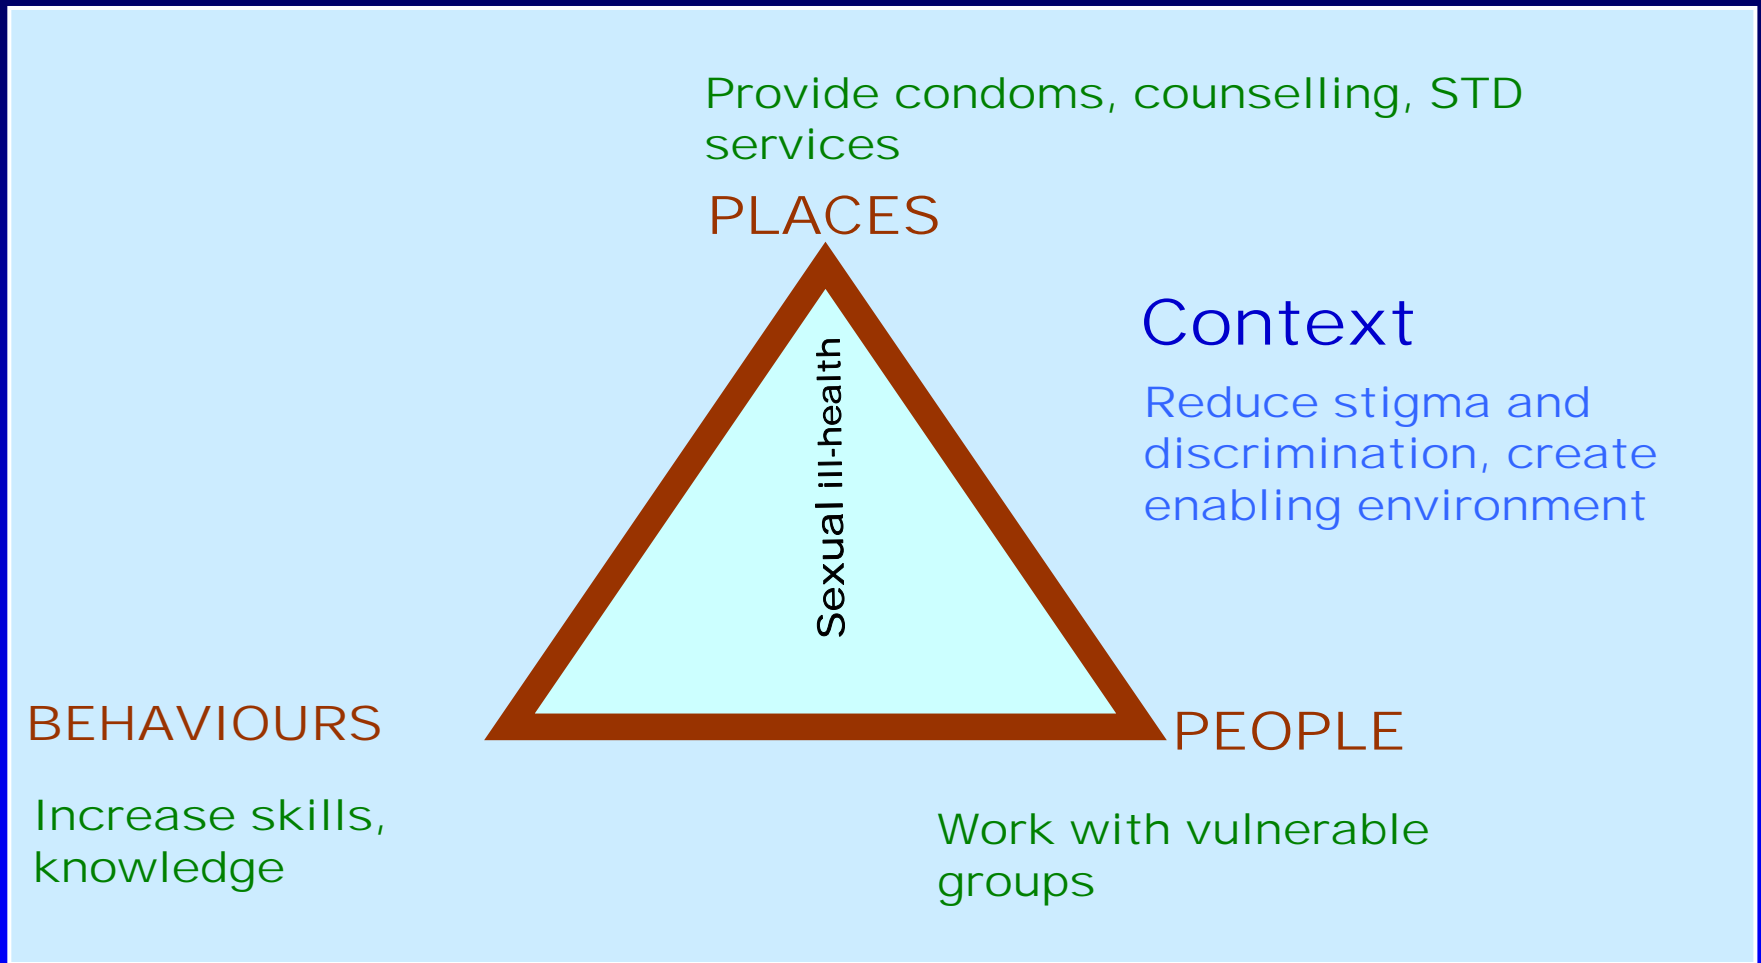 Provide condoms, counselling, STD
services
PLACES
Context
Reduce stigma and
discrimination, create
enabling environment
Sexual ill-health
BEHAVIOURS
PEOPLE
Increase skills,
knowledge
Work with vulnerable
groups